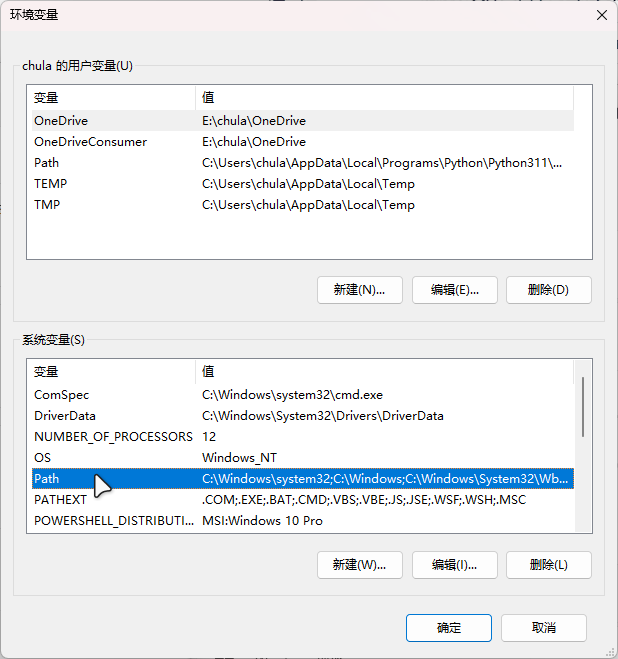 环境变量
chula 的用户变量(U)
变量 值
OneDrive E:\chula\OneDrive
OneDriveConsumer E:\chula\OneDrive
Path C:\Users\chula\AppData\Local\Programs\Python\Python311\...
TEMP C:\Users\chula\AppData\Local\Temp
TMP C:\Users\chula\AppData\Local\Temp
新建(N)... 编辑(E)... 删除(D)
系统变量(S)
变量 值
ComSpec C:\Windows\system32\cmd.exe
DriverData C:\Windows\System32\Drivers\DriverData
NUMBER_OF_PROCESSORS 12
OS Windows_NT
Path C:\Windows\system32;C:\Windows;C:\Windows\System32\Wb...
PATHEXT .COM;.EXE;.BAT;.CMD;.VBS;.VBE;.JS;.JSE;.WSF;.WSH;.MSC
POWERSHELL_DISTRIBUTI... MSI:Windows 10 Pro
新建(W)... 编辑(I)... 删除(L)
确定 取消